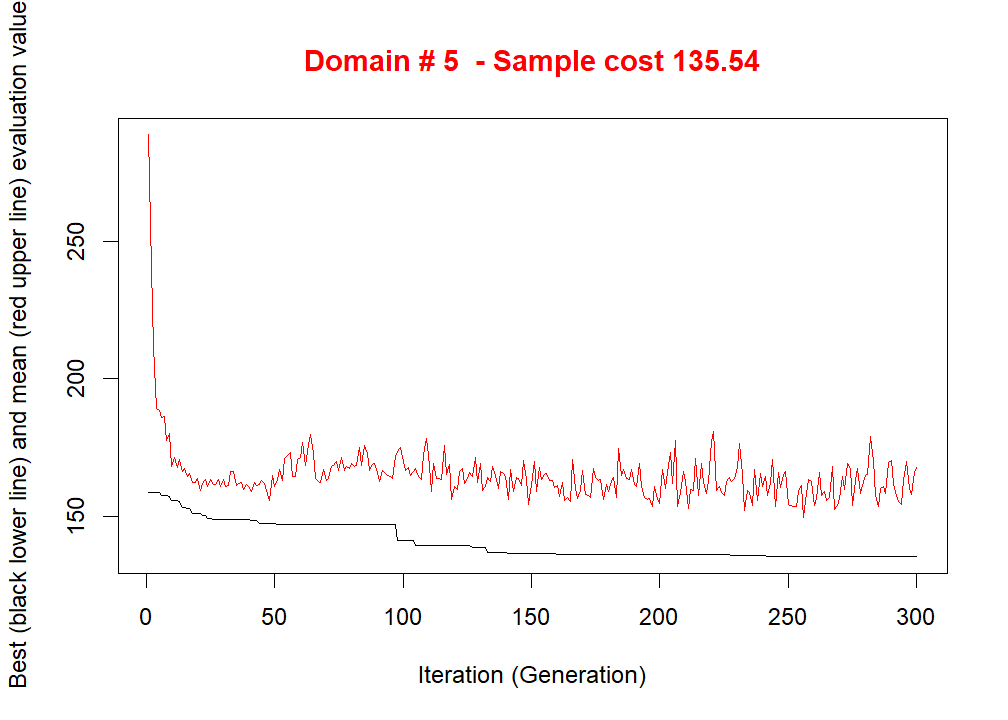 Domain # 5  - Sample cost 135.54
Best (black lower line) and mean (red upper line) evaluation value
250
200
150
0 50 100 150 200 250 300
Iteration (Generation)